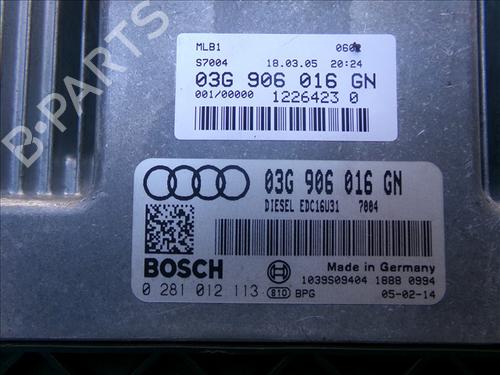 MLB1 060
S7004 18.03.05 20:24
03G 906 016 GN
001/00000 1226423 0
03G 906 016 GN
DIESEL EDC16U31 7004
BOSCH
Made in Germany
1039S09404 1888 0994
0 281 012 113 810 BPG 05-02-14
B-PARTS